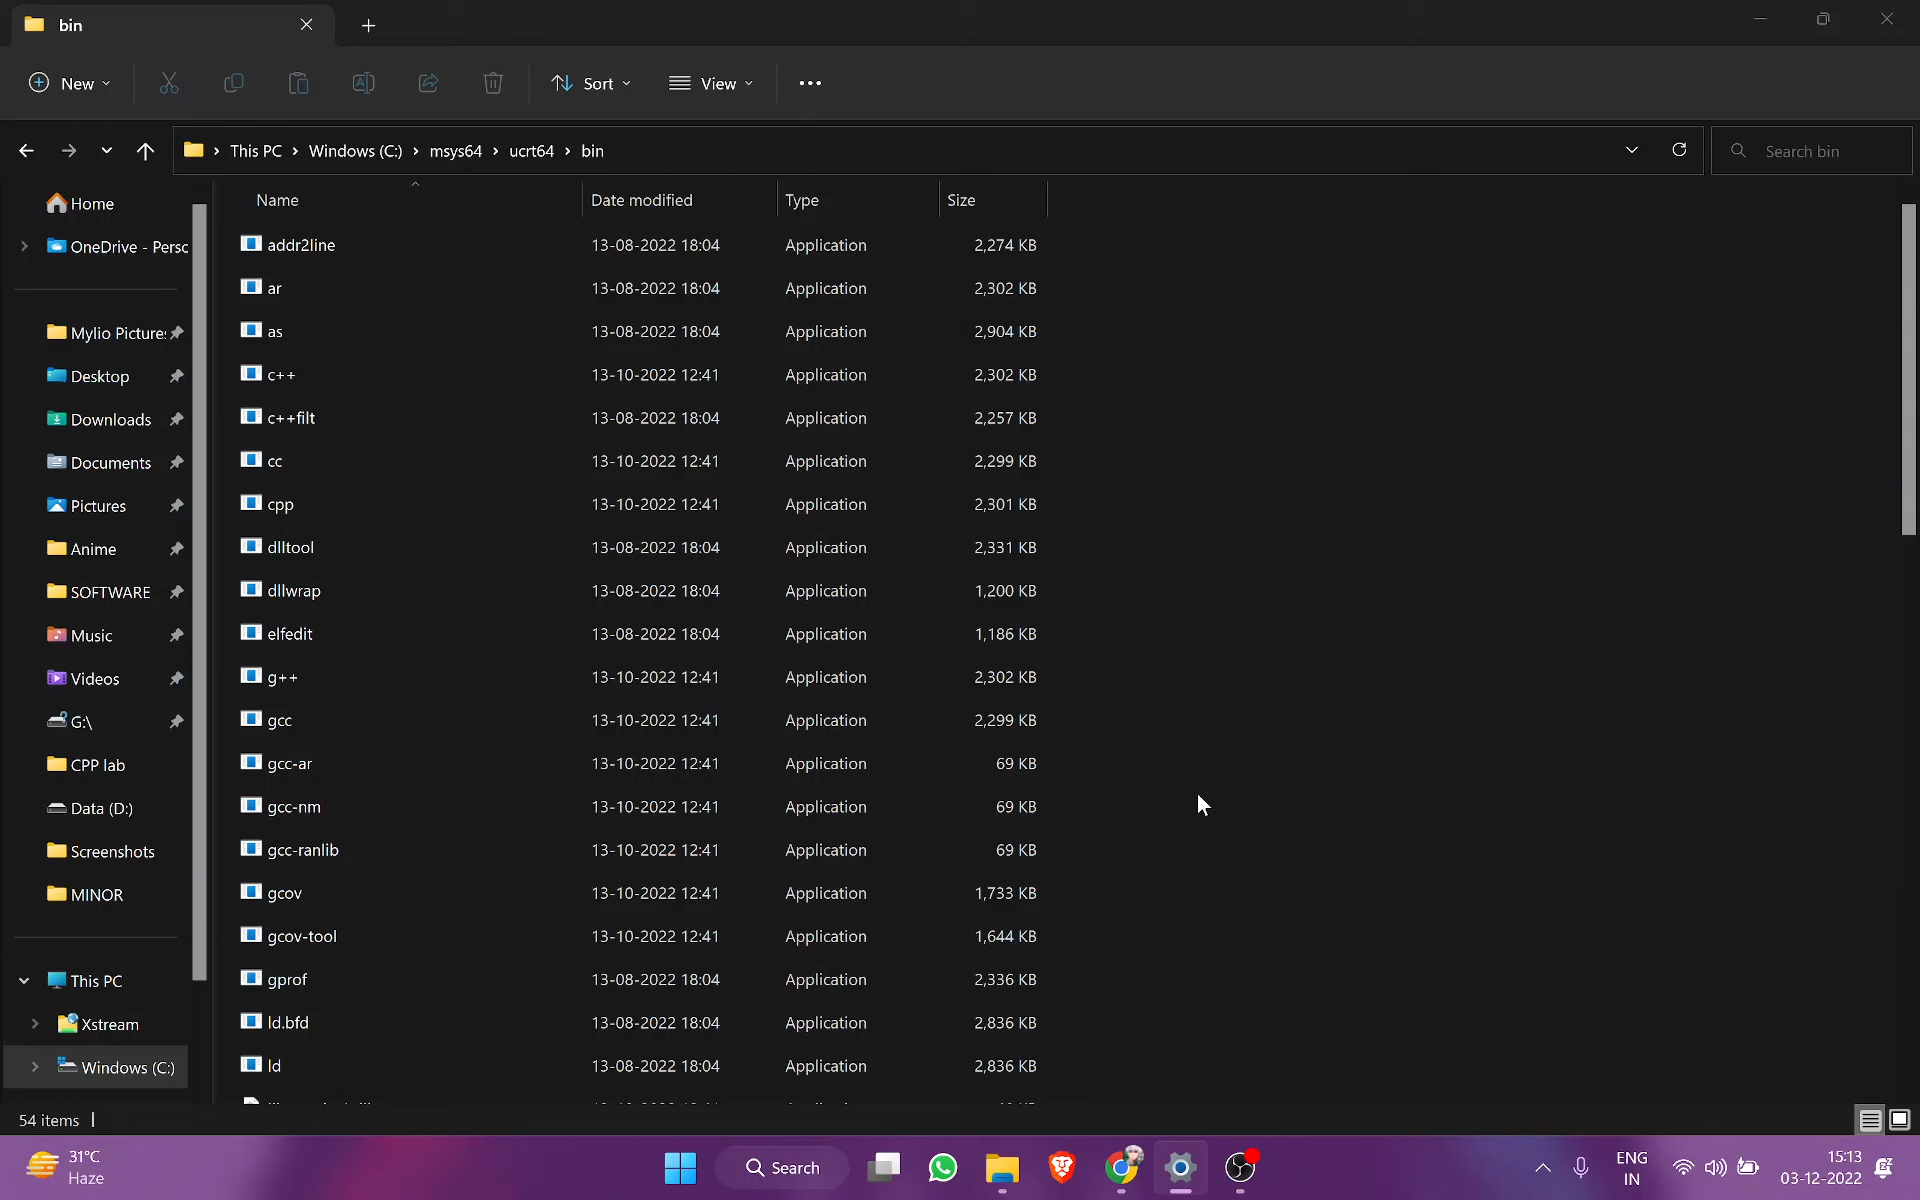 bin
New
Sort
View
This PC > Windows (C:) > msys64 > ucrt64 > bin
Search bin
Home
OneDrive - Persc
Mylio Pictures
Desktop
Downloads
Documents
Pictures
Anime
SOFTWARE
Music
Videos
G:\
CPP lab
Data (D:)
Screenshots
MINOR
This PC
Xstream
Windows (C:)
Name Date modified Type Size
addr2line 13-08-2022 18:04 Application 2,274 KB
ar 13-08-2022 18:04 Application 2,302 KB
as 13-08-2022 18:04 Application 2,904 KB
c++ 13-10-2022 12:41 Application 2,302 KB
c++filt 13-08-2022 18:04 Application 2,257 KB
cc 13-10-2022 12:41 Application 2,299 KB
cpp 13-10-2022 12:41 Application 2,301 KB
dlltool 13-08-2022 18:04 Application 2,331 KB
dllwrap 13-08-2022 18:04 Application 1,200 KB
elfedit 13-08-2022 18:04 Application 1,186 KB
g++ 13-10-2022 12:41 Application 2,302 KB
gcc 13-10-2022 12:41 Application 2,299 KB
gcc-ar 13-10-2022 12:41 Application 69 KB
gcc-nm 13-10-2022 12:41 Application 69 KB
gcc-ranlib 13-10-2022 12:41 Application 69 KB
gcov 13-10-2022 12:41 Application 1,733 KB
gcov-tool 13-10-2022 12:41 Application 1,644 KB
gprof 13-08-2022 18:04 Application 2,336 KB
ld.bfd 13-08-2022 18:04 Application 2,836 KB
ld 13-08-2022 18:04 Application 2,836 KB
54 items
31°C
Haze
Search
ENG
IN
15:13
03-12-2022